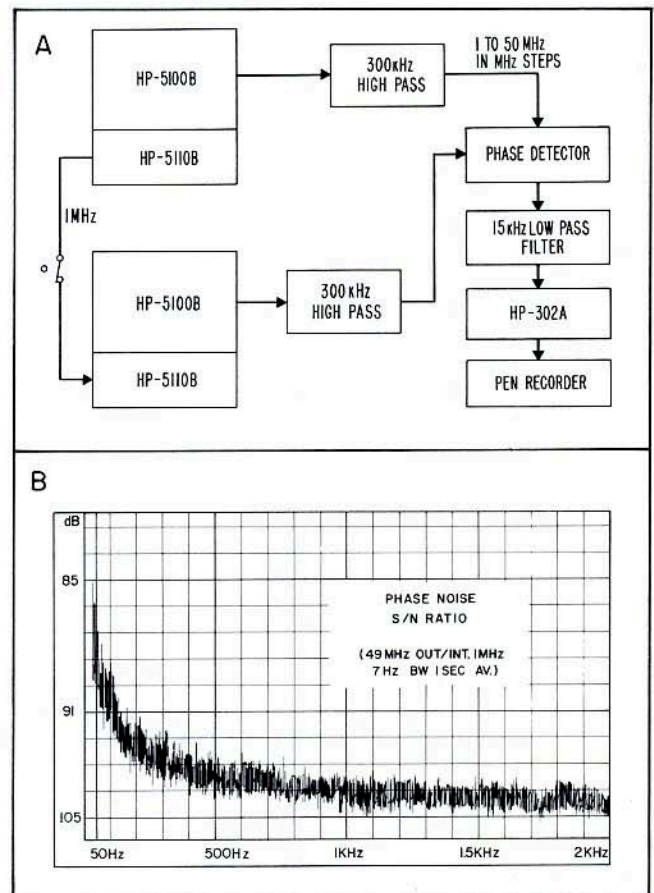 A
HP-5100B
HP-5110B
300kHz
HIGH PASS
1 TO 50 MHz
IN MHz STEPS
PHASE DETECTOR
1MHz
HP-5100B
HP-5110B
300kHz
HIGH PASS
15kHz LOW PASS
FILTER
HP-302A
PEN RECORDER
B
dB
85
91
105
PHASE NOISE
S/N RATIO
(49MHz OUT/INT. 1MHz
7Hz BW 1SEC AV.)
50Hz
500Hz
1KHz
1.5KHz
2KHz